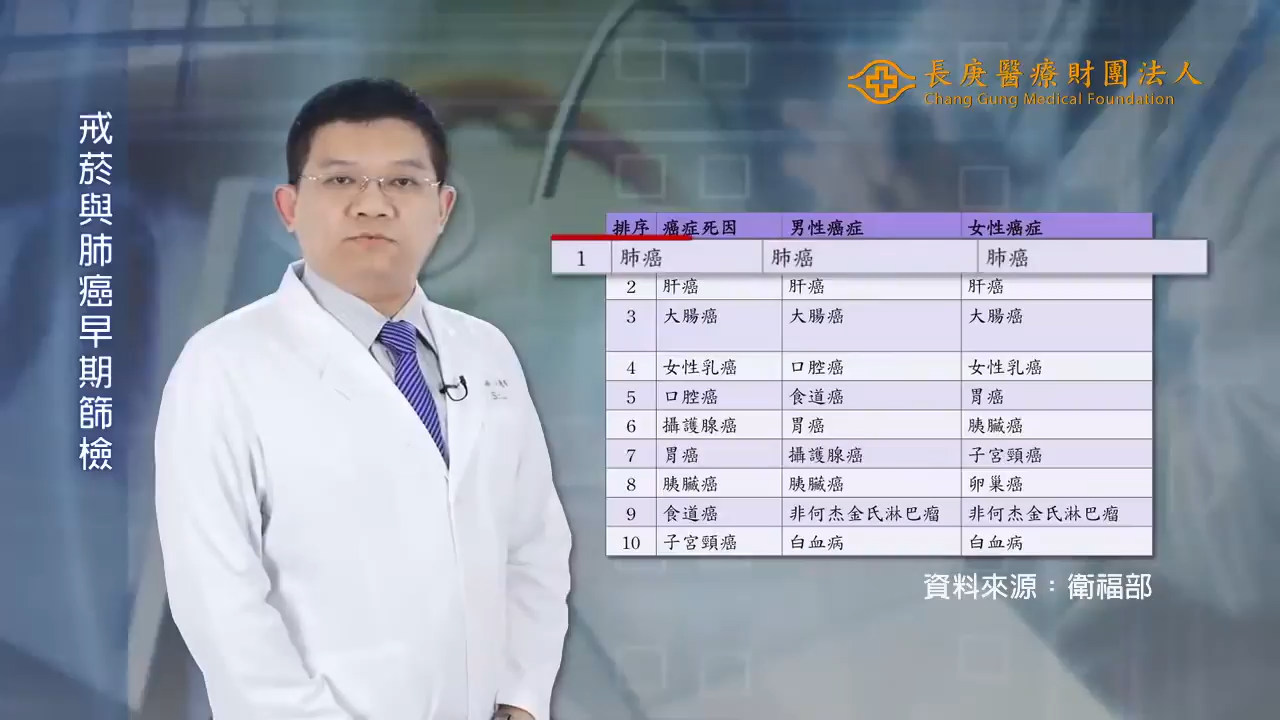 長庚醫療財團法人
Chang Gung Medical Foundation
戒菸與肺癌早期篩檢
排序 癌症死因 男性癌症 女性癌症
1 肺癌 肺癌 肺癌
2 肝癌 肝癌 肝癌
3 大腸癌 大腸癌 大腸癌
4 女性乳癌 口腔癌 女性乳癌
5 口腔癌 食道癌 胃癌
6 攝護腺癌 胃癌 胰臟癌
7 胃癌 攝護腺癌 子宮頸癌
8 胰臟癌 胰臟癌 卵巢癌
9 食道癌 非何杰金氏淋巴瘤 非何杰金氏淋巴瘤
10 子宮頸癌 白血病 白血病
資料來源：衛福部